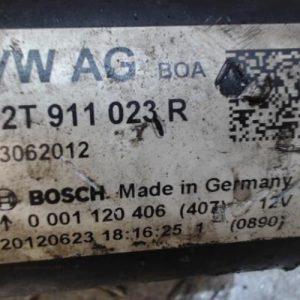 VW AG BOA
2T 911 023 R
3062012
BOSCH Made in Germany
0 001 120 406 (407) 12V
20120623 18:16:25 1 (0890)